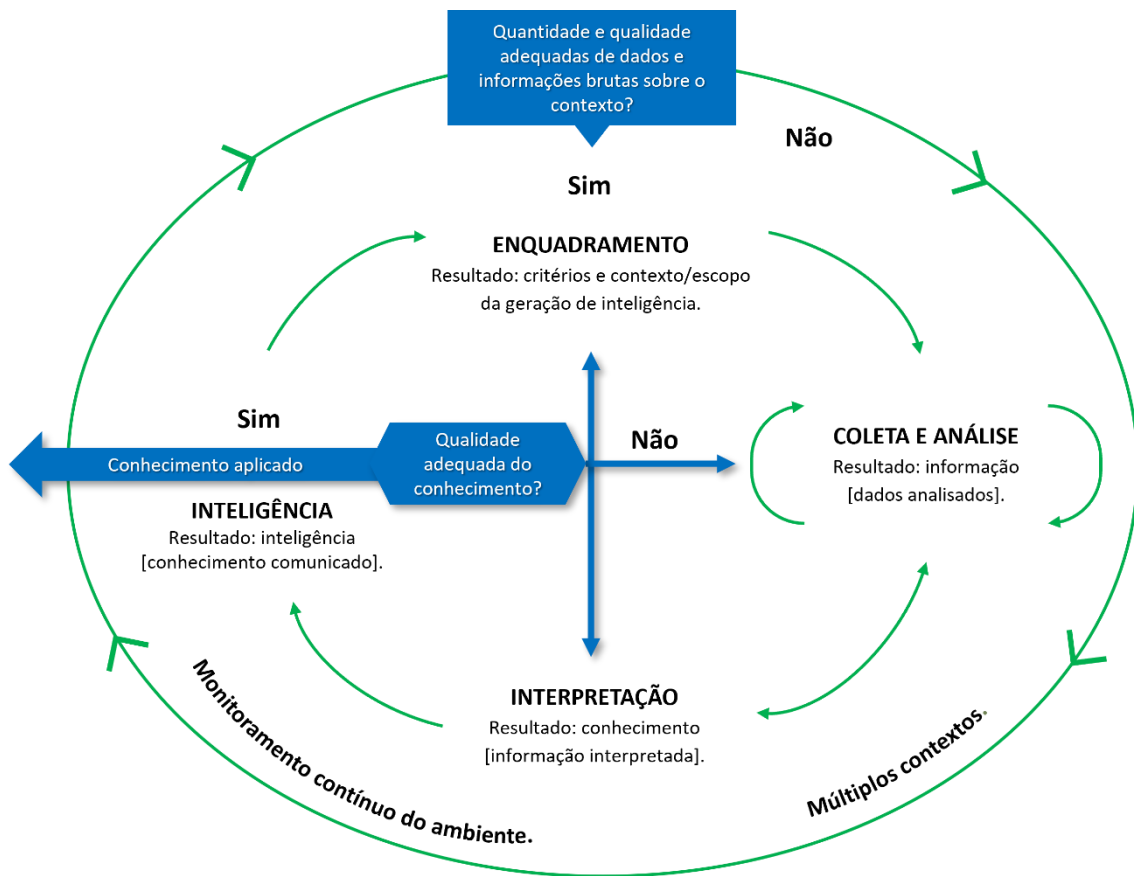 Quantidade e qualidade
adequadas de dados e
informações brutas sobre o
contexto?
Não
Sim
ENQUADRAMENTO
Resultado: critérios e contexto/escopo
da geração de inteligência.
Sim
Conhecimento aplicado
Qualidade
adequada do
conhecimento?
Não
COLETA E ANÁLISE
Resultado: informação
[dados analisados].
INTELIGÊNCIA
Resultado: inteligência
[conhecimento comunicado].
INTERPRETAÇÃO
Resultado: conhecimento
[informação interpretada].
Monitoramento contínuo do ambiente.
Múltiplos contextos.